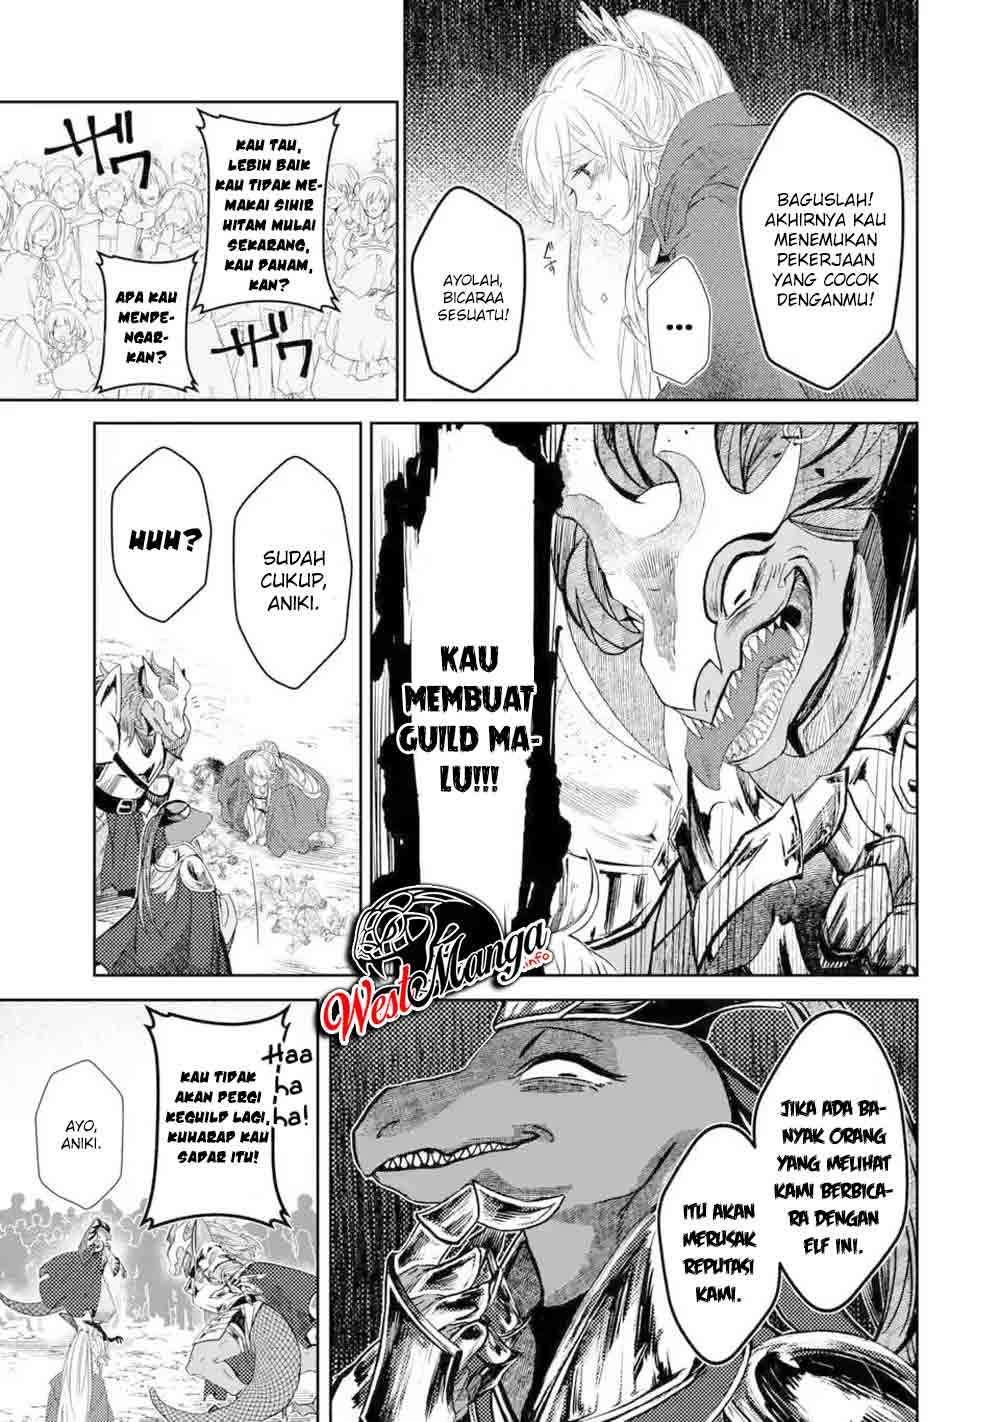 BAGUSLAH!
AKHIRNYA KAU
MENEMUKAN
PEKERJAAN
YANG COCOK
DENGANMU!
...
AYOLAH,
BICARAA
SESUATU!
KAU TAU,
LEBIH BAIK
KAU TIDAK ME-
MAKAI SIHIR
HITAM MULAI
SEKARANG,
KAU PAHAM,
KAN?
APA KAU
MENDE-
NGAR-
KAN?
ザワ
ザワ
KAU
MEMBUAT
GUILD MA-
LU!!!
SUDAH
CUKUP,
ANIKI.
HUH?
WestManga.info
JIKA ADA BA-
NYAK ORANG
YANG MELIHAT
KAMI BERBICA-
RA DENGAN
ELF INI.
ITU AKAN
MERUSAK
REPUTASI
KAMI.
Haa
ha
ha!
KAU TIDAK
AKAN PERGI
KEGUILD LAGI,
KUHARAP KAU
SADAR ITU!
AYO,
ANIKI.